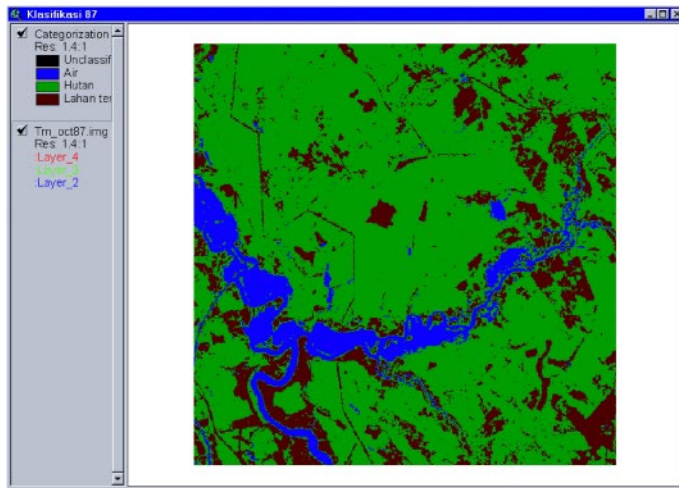 Klasifikasi 87
Categorization
Res: 1,4:1
Unclassif
Air
Hutan
Lahan ter
Tm_oct87.img
Res: 1,4:1
:Layer_4
:Layer_3
:Layer_2